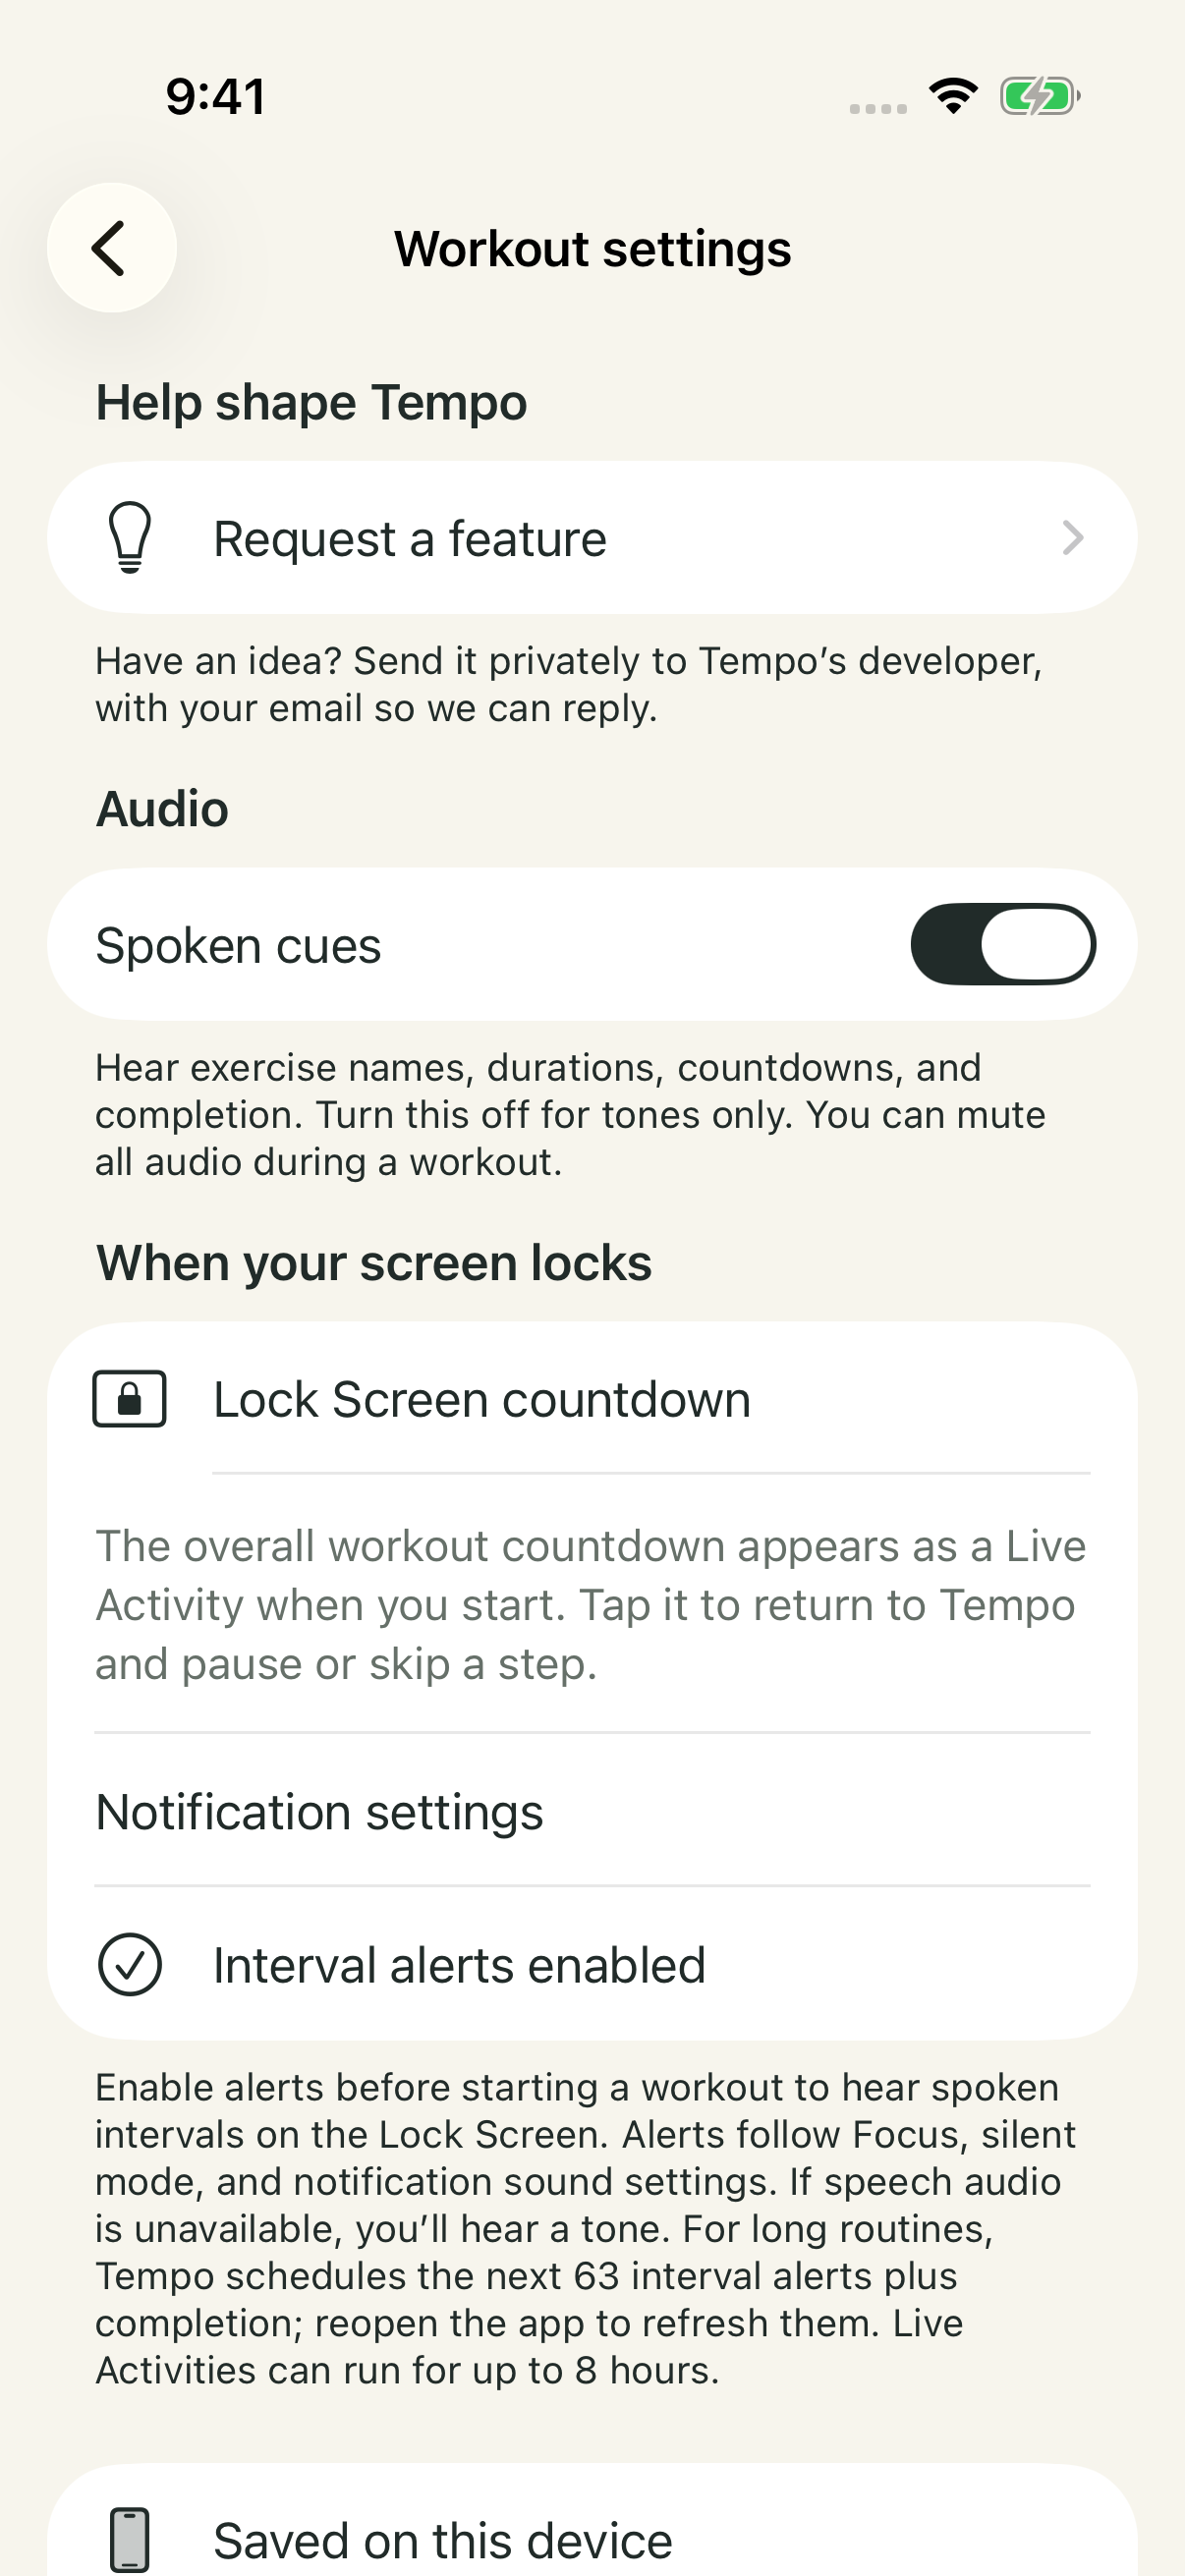 9:41
Workout settings
Help shape Tempo
Request a feature
Have an idea? Send it privately to Tempo’s developer,
with your email so we can reply.
Audio
Spoken cues
Hear exercise names, durations, countdowns, and
completion. Turn this off for tones only. You can mute
all audio during a workout.
When your screen locks
Lock Screen countdown
The overall workout countdown appears as a Live
Activity when you start. Tap it to return to Tempo
and pause or skip a step.
Notification settings
Interval alerts enabled
Enable alerts before starting a workout to hear spoken
intervals on the Lock Screen. Alerts follow Focus, silent
mode, and notification sound settings. If speech audio
is unavailable, you’ll hear a tone. For long routines,
Tempo schedules the next 63 interval alerts plus
completion; reopen the app to refresh them. Live
Activities can run for up to 8 hours.
Saved on this device